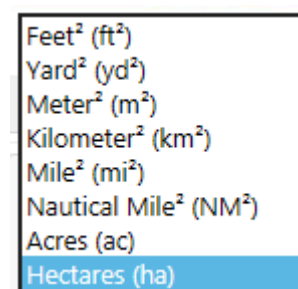 Feet² (ft²)
Yard² (yd²)
Meter² (m²)
Kilometer² (km²)
Mile² (mi²)
Nautical Mile² (NM²)
Acres (ac)
Hectares (ha)